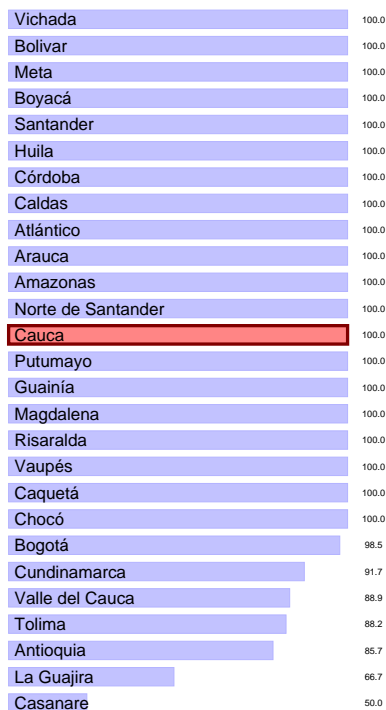 Vichada 100.0
Bolivar 100.0
Meta 100.0
Boyacá 100.0
Santander 100.0
Huila 100.0
Córdoba 100.0
Caldas 100.0
Atlántico 100.0
Arauca 100.0
Amazonas 100.0
Norte de Santander 100.0
Cauca 100.0
Putumayo 100.0
Guainía 100.0
Magdalena 100.0
Risaralda 100.0
Vaupés 100.0
Caquetá 100.0
Chocó 100.0
Bogotá 98.5
Cundinamarca 91.7
Valle del Cauca 88.9
Tolima 88.2
Antioquia 85.7
La Guajira 66.7
Casanare 50.0